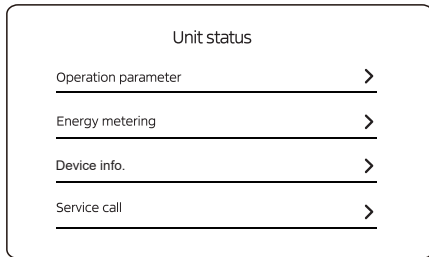 Unit status
Operation parameter
Energy metering
Device info.
Service call